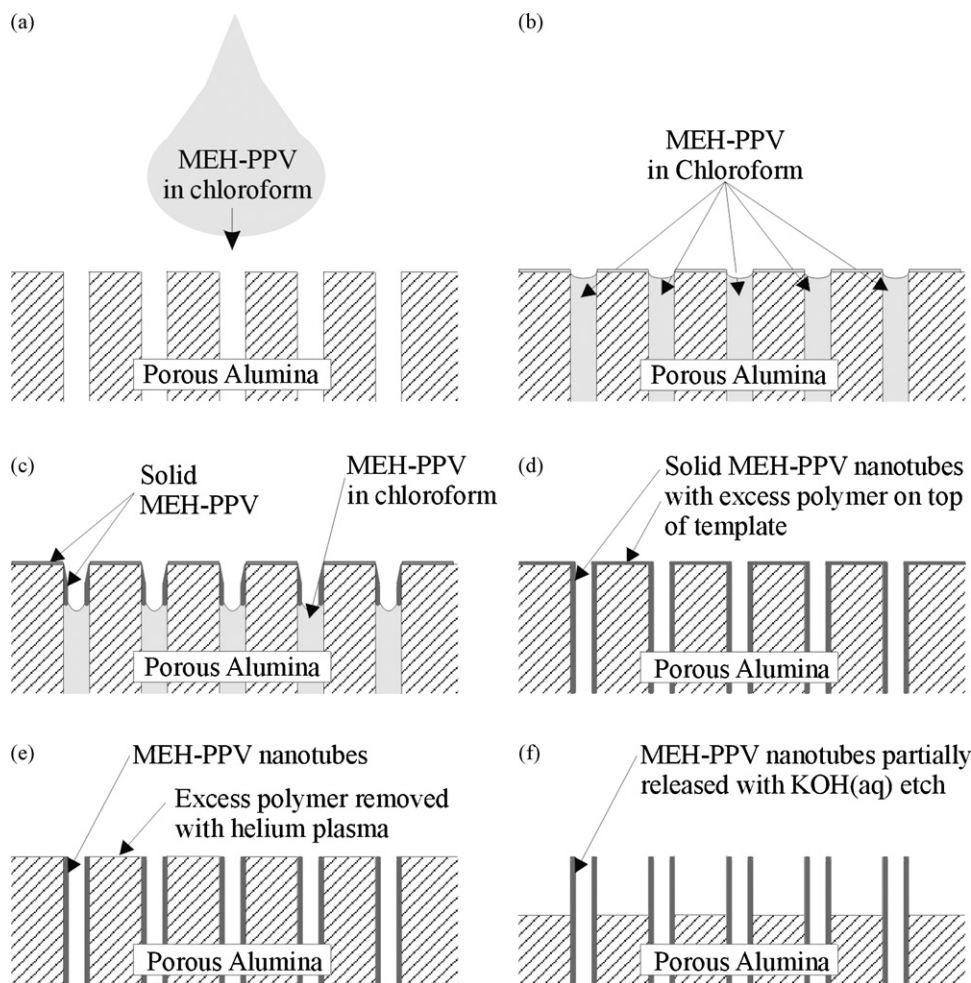 (a)
MEH-PPV
in chloroform
Porous Alumina
(b)
MEH-PPV
in Chloroform
Porous Alumina
(c)
Solid
MEH-PPV
MEH-PPV
in chloroform
Porous Alumina
(d)
Solid MEH-PPV nanotubes
with excess polymer on top
of template
Porous Alumina
(e)
MEH-PPV nanotubes
Excess polymer removed
with helium plasma
Porous Alumina
(f)
MEH-PPV nanotubes partially
released with KOH(aq) etch
Porous Alumina